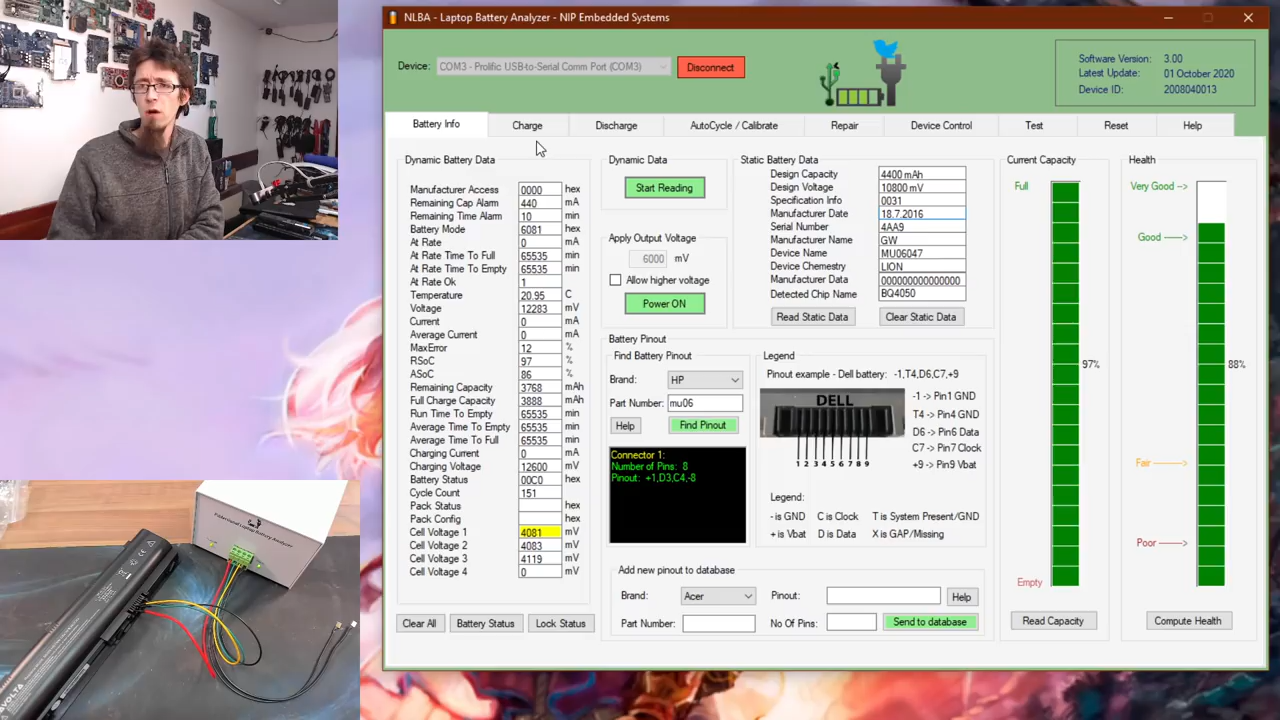 NLBA - Laptop Battery Analyzer - NIP Embedded Systems
Device: COM3 - Prolific USB-to-Serial Comm Port (COM3) Disconnect
Software Version: 3.00
Latest Update: 01 October 2020
Device ID: 2008040013
Battery Info Charge Discharge AutoCycle / Calibrate Repair Device Control Test Reset Help
Dynamic Battery Data
Manufacturer Access 0000 hex
Remaining Cap Alarm 440 mA
Remaining Time Alarm 10 min
Battery Mode 6081 hex
At Rate 0 mA
At Rate Time To Full 65535 min
At Rate Time To Empty 65535 min
At Rate Ok 1
Temperature 20.95 C
Voltage 12283 mV
Current 0 mA
Average Current 0 mA
MaxError 12 %
RSoC 97 %
ASoC 86 %
Remaining Capacity 3768 mAh
Full Charge Capacity 3888 mAh
Run Time To Empty 65535 min
Average Time To Empty 65535 min
Average Time To Full 65535 min
Charging Current 0 mA
Charging Voltage 12600 mV
Battery Status 00C0 hex
Cycle Count 151
Pack Status hex
Pack Config hex
Cell Voltage 1 4081 mV
Cell Voltage 2 4083 mV
Cell Voltage 3 4119 mV
Cell Voltage 4 0 mV
Clear All Battery Status Lock Status
Dynamic Data
Start Reading
Apply Output Voltage
6000 mV
Allow higher voltage
Power ON
Static Battery Data
Design Capacity 4400 mAh
Design Voltage 10800 mV
Specification Info 0031
Manufacturer Date 18.7.2016
Serial Number 4AA9
Manufacturer Name GW
Device Name MU06047
Device Chemestry LION
Manufacturer Data 00000000000000
Detected Chip Name BQ4050
Read Static Data Clear Static Data
Battery Pinout
Find Battery Pinout
Brand: HP
Part Number: mu06
Help Find Pinout
Connector 1:
Number of Pins: 8
Pinout: +1,D3,C4,-8
Legend
Pinout example - Dell battery: -1,T4,D6,C7,+9
DELL
1 2 3 4 5 6 7 8 9
-1 -> Pin1 GND
T4 -> Pin4 GND
D6 -> Pin6 Data
C7 -> Pin7 Clock
+9 -> Pin9 Vbat
Legend:
- is GND C is Clock T is System Present/GND
+ is Vbat D is Data X is GAP/Missing
Add new pinout to database
Brand: Acer Pinout: Help
Part Number: No Of Pins: Send to database
Current Capacity
Full
97%
Empty
Read Capacity
Health
Very Good -->
Good --->
88%
Fair --->
Poor --->
Compute Health
Professional Laptop Battery Analyzer